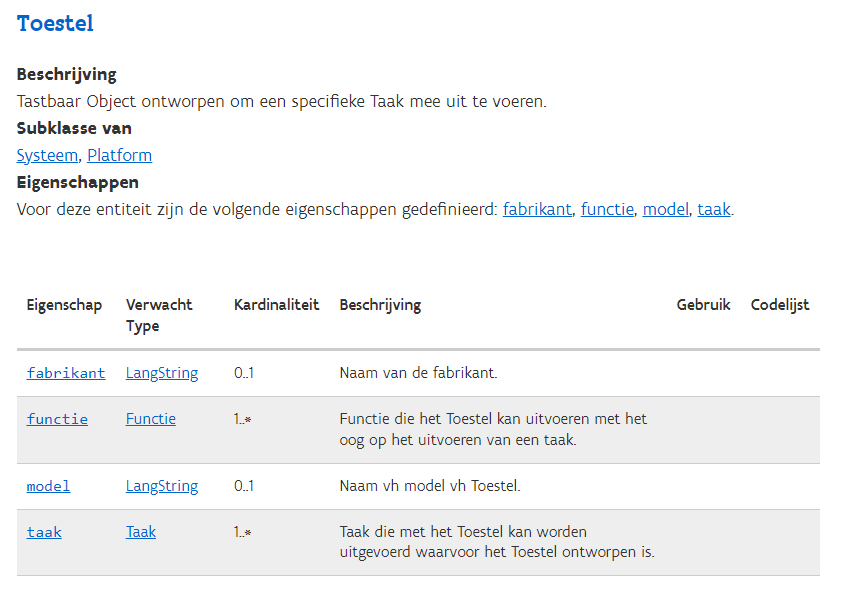 Toestel
Beschrijving
Tastbaar Object ontworpen om een specifieke Taak mee uit te voeren.
Subklasse van
Systeem, Platform
Eigenschappen
Voor deze entiteit zijn de volgende eigenschappen gedefinieerd: fabrikant, functie, model, taak.
Eigenschap Verwacht Type Kardinaliteit Beschrijving Gebruik Codelijst
fabrikant LangString 0..1 Naam van de fabrikant.
functie Functie 1..* Functie die het Toestel kan uitvoeren met het
oog op het uitvoeren van een taak.
model LangString 0..1 Naam vh model vh Toestel.
taak Taak 1..* Taak die met het Toestel kan worden
uitgevoerd waarvoor het Toestel ontworpen is.